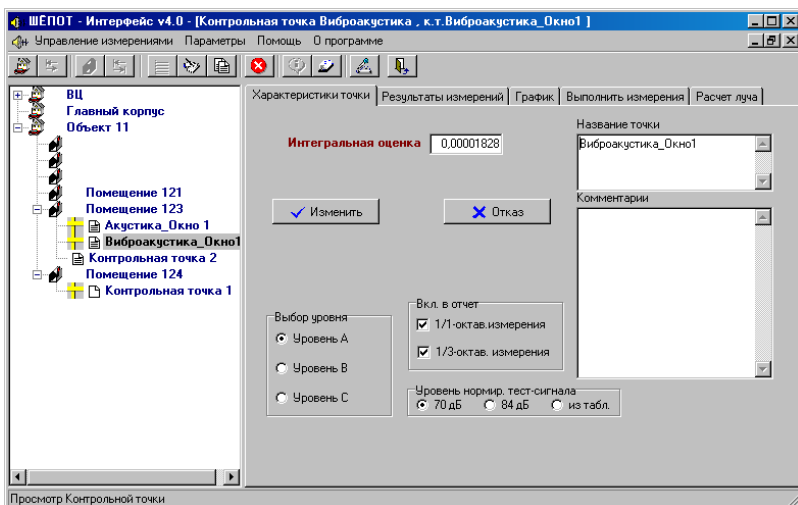 ШЁПОТ - Интерфейс v4.0 - [Контрольная точка Виброакустика , к.т.Виброакустика_Окно1 ]
Управление измерениями Параметры Помощь О программе
ВЦ
Главный корпус
Объект 11
Помещение 121
Помещение 123
Акустика_Окно 1
Виброакустика_Окно1
Контрольная точка 2
Помещение 124
Контрольная точка 1
Характеристики точки Результаты измерений График Выполнить измерения Расчет луча
Интегральная оценка 0,00001828
Название точки
Виброакустика_Окно1
Изменить Отказ
Комментарии
Выбор уровня
Уровень A
Уровень B
Уровень C
Вкл. в отчет
1/1-октав.измерения
1/3-октав. измерения
Уровень нормир. тест-сигнала
70 дБ 84 дБ из табл.
Просмотр Контрольной точки